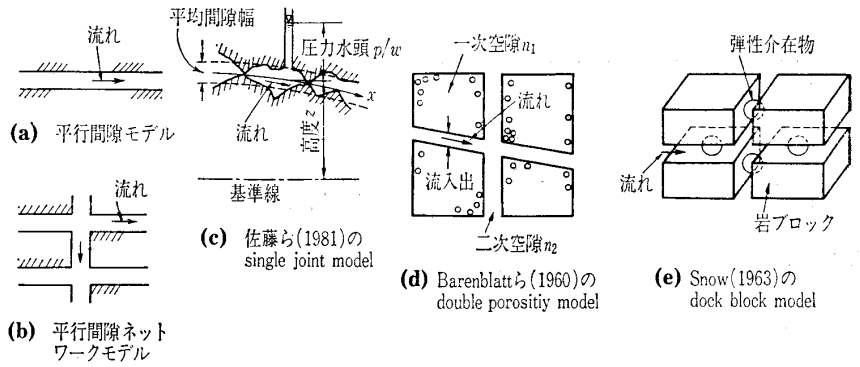 流れ
(a) 平行間隙モデル
流れ
(b) 平行間隙ネット
ワークモデル
平均間隙幅
圧力水頭 p/w
x
流れ
高度 z
基準線
(c) 佐藤ら(1981)の
single joint model
一次空隙n₁
流れ
流入出
二次空隙n₂
(d) Barenblattら(1960)の
double porositiy model
弾性介在物
流れ
岩ブロック
(e) Snow(1963)の
dock block model